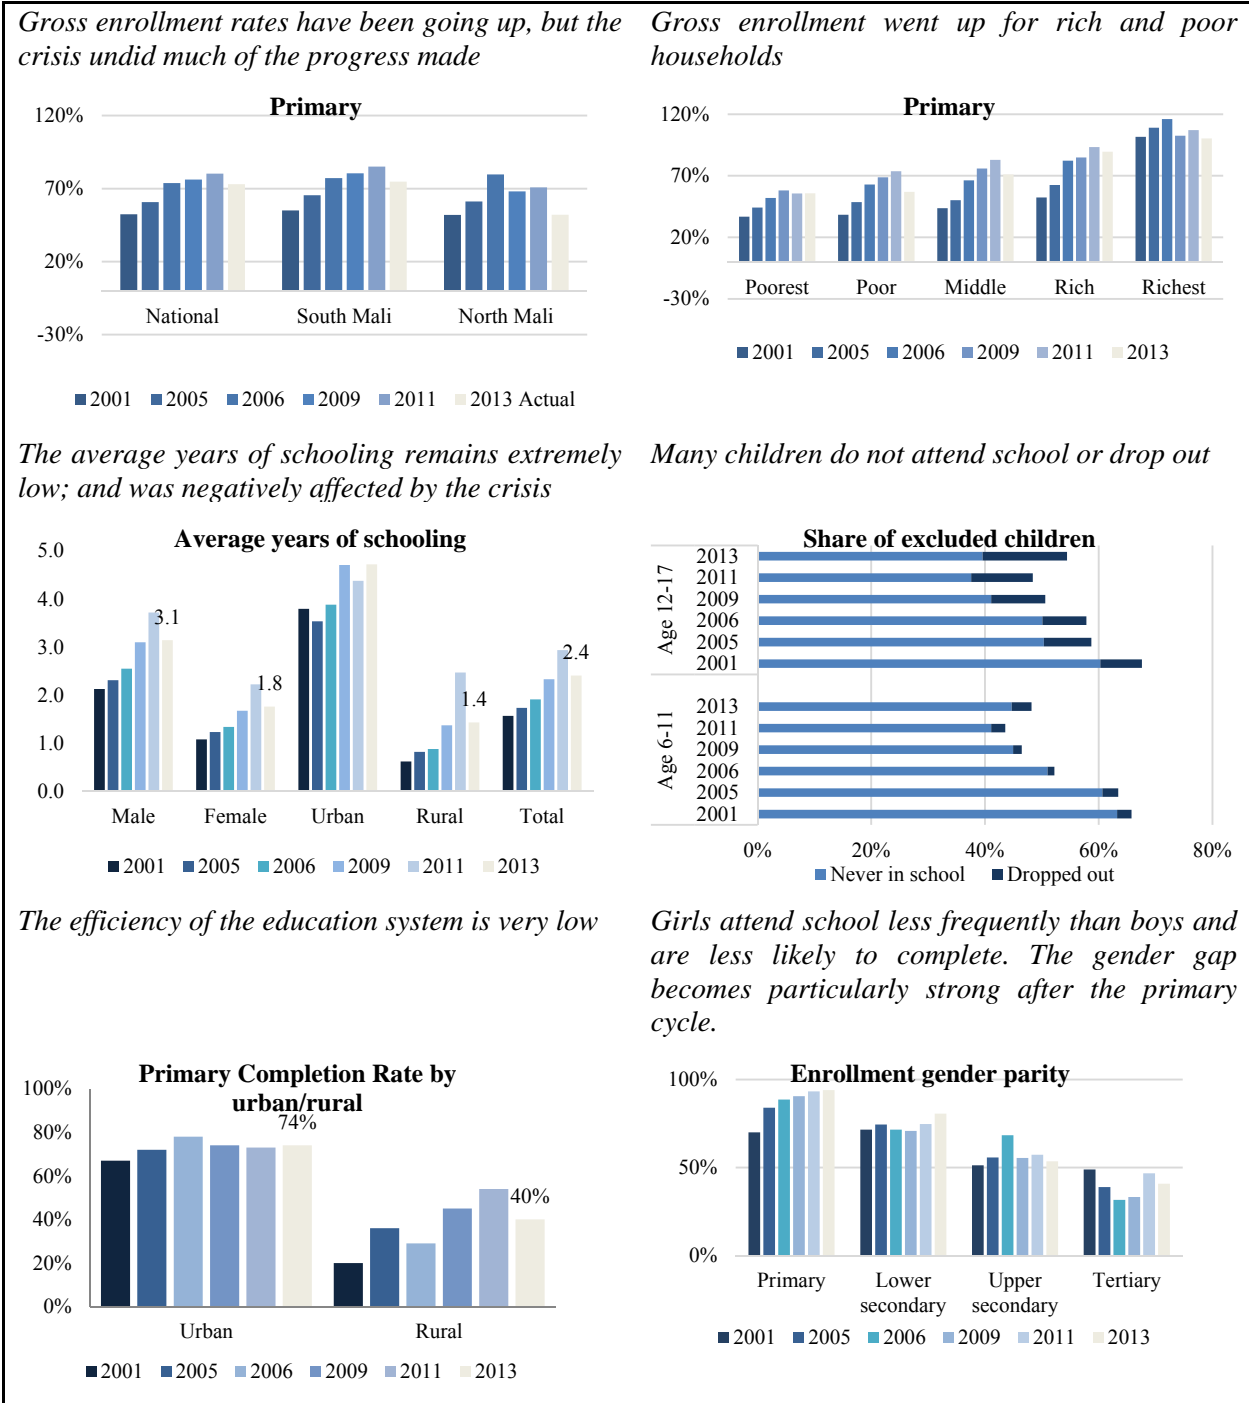 Gross enrollment rates have been going up, but the
crisis undid much of the progress made
Primary
120%
70%
20%
-30%
National
South Mali
North Mali
2001
2005
2006
2009
2011
2013 Actual
Gross enrollment went up for rich and poor
households
Primary
120%
70%
20%
-30%
Poorest
Poor
Middle
Rich
Richest
2001
2005
2006
2009
2011
2013
The average years of schooling remains extremely
low; and was negatively affected by the crisis
Average years of schooling
5.0
4.0
3.0
2.0
1.0
0.0
3.1
1.8
1.4
2.4
Male
Female
Urban
Rural
Total
2001
2005
2006
2009
2011
2013
Many children do not attend school or drop out
Share of excluded children
Age 12-17
2013
2011
2009
2006
2005
2001
Age 6-11
2013
2011
2009
2006
2005
2001
0%
20%
40%
60%
80%
Never in school
Dropped out
The efficiency of the education system is very low
Primary Completion Rate by
urban/rural
100%
80%
60%
40%
20%
0%
74%
40%
Urban
Rural
2001
2005
2006
2009
2011
2013
Girls attend school less frequently than boys and
are less likely to complete. The gender gap
becomes particularly strong after the primary
cycle.
Enrollment gender parity
100%
50%
0%
Primary
Lower
secondary
Upper
secondary
Tertiary
2001
2005
2006
2009
2011
2013